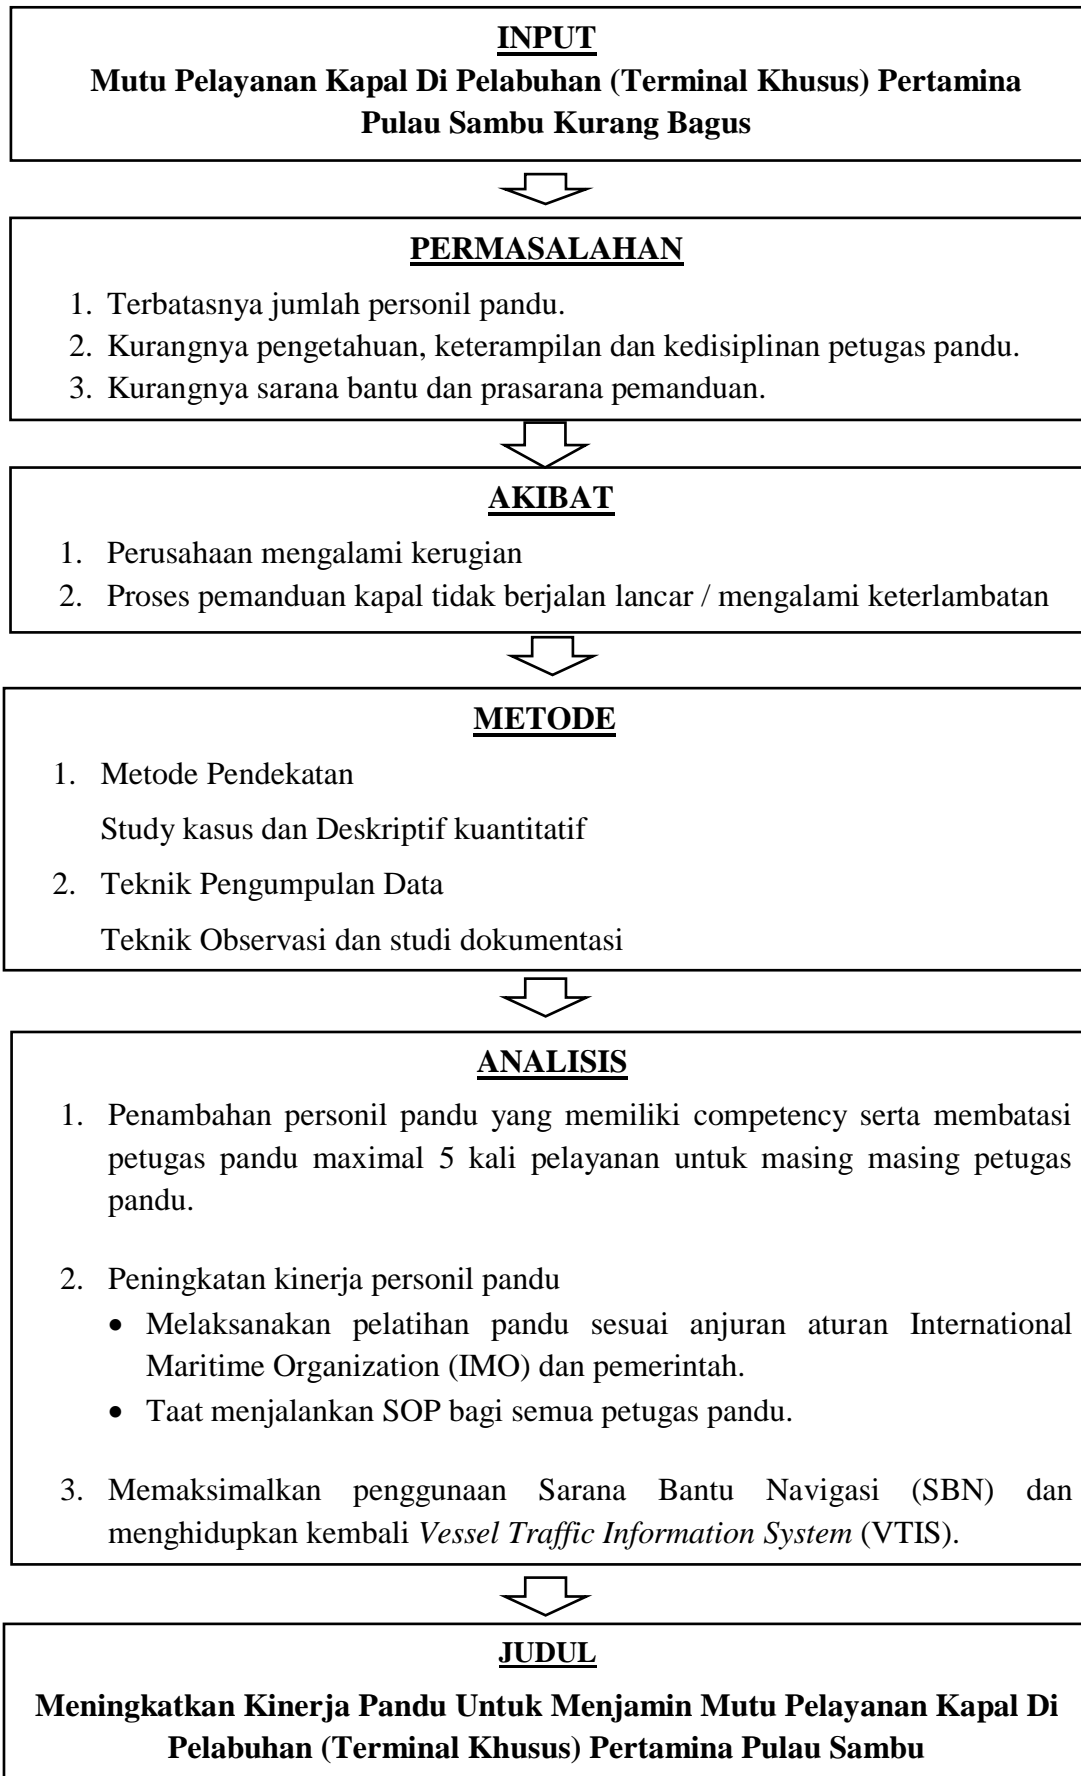 INPUT
Mutu Pelayanan Kapal Di Pelabuhan (Terminal Khusus) Pertamina
Pulau Sambu Kurang Bagus
PERMASALAHAN
1. Terbatasnya jumlah personil pandu.
2. Kurangnya pengetahuan, keterampilan dan kedisiplinan petugas pandu.
3. Kurangnya sarana bantu dan prasarana pemanduan.
AKIBAT
1. Perusahaan mengalami kerugian
2. Proses pemanduan kapal tidak berjalan lancar / mengalami keterlambatan
METODE
1. Metode Pendekatan
Study kasus dan Deskriptif kuantitatif
2. Teknik Pengumpulan Data
Teknik Observasi dan studi dokumentasi
ANALISIS
1. Penambahan personil pandu yang memiliki competency serta membatasi
petugas pandu maximal 5 kali pelayanan untuk masing masing petugas
pandu.
2. Peningkatan kinerja personil pandu
• Melaksanakan pelatihan pandu sesuai anjuran aturan International
Maritime Organization (IMO) dan pemerintah.
• Taat menjalankan SOP bagi semua petugas pandu.
3. Memaksimalkan penggunaan Sarana Bantu Navigasi (SBN) dan
menghidupkan kembali Vessel Traffic Information System (VTIS).
JUDUL
Meningkatkan Kinerja Pandu Untuk Menjamin Mutu Pelayanan Kapal Di
Pelabuhan (Terminal Khusus) Pertamina Pulau Sambu